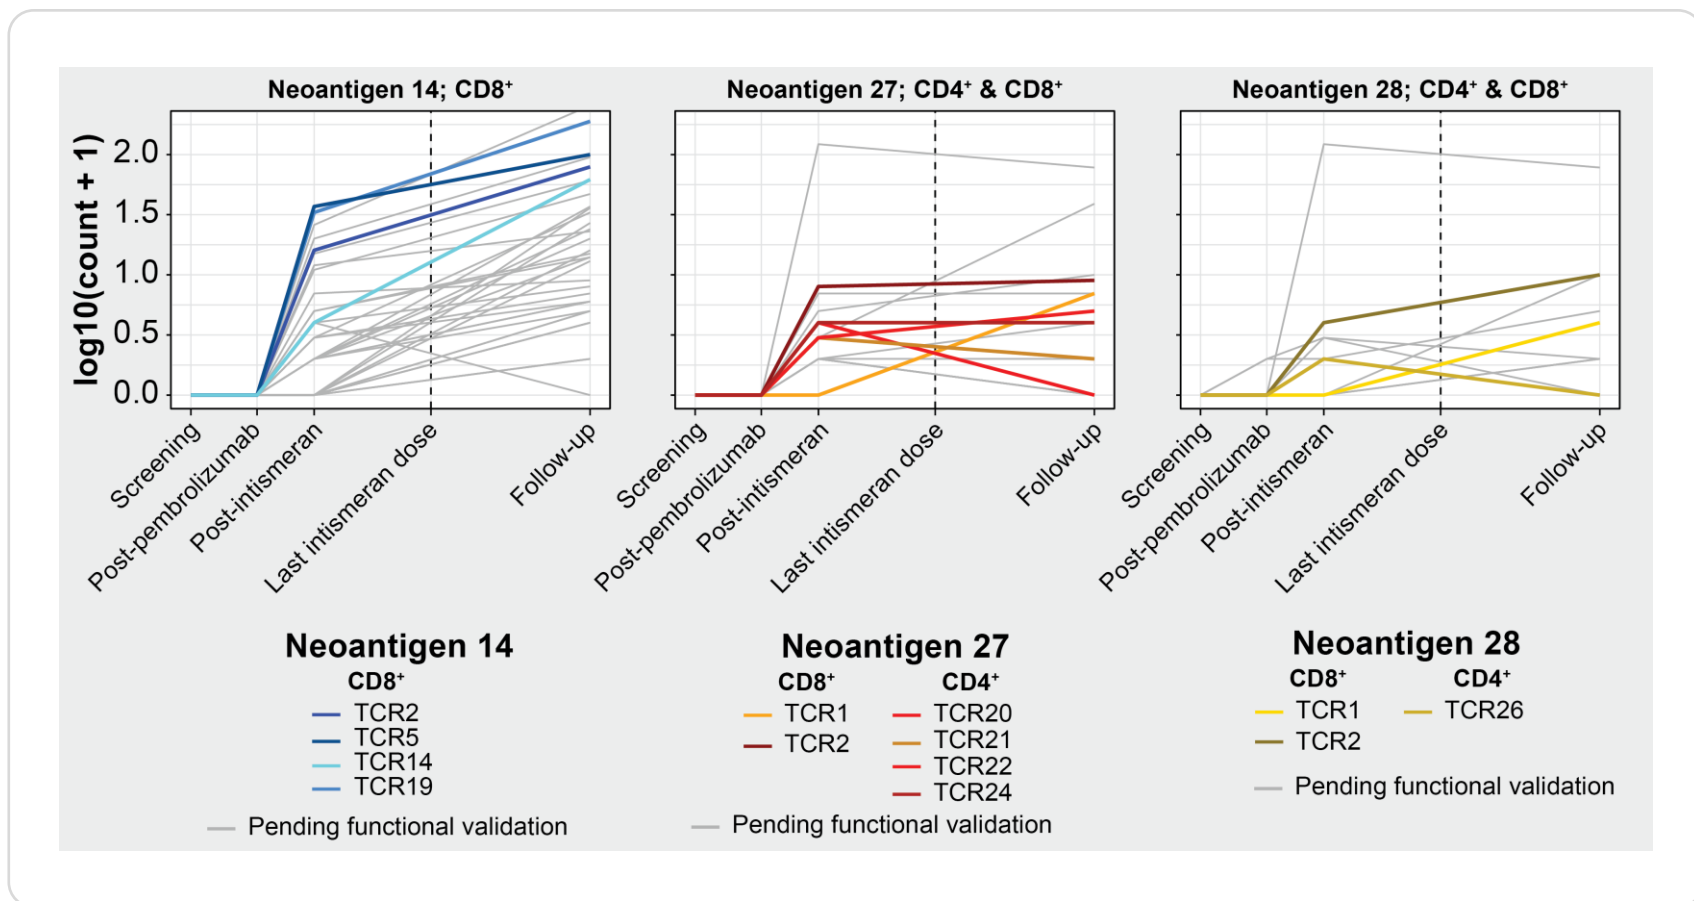 Neoantigen 14; CD8⁺
Neoantigen 27; CD4⁺ & CD8⁺
Neoantigen 28; CD4⁺ & CD8⁺
log10(count + 1)
2.0
1.5
1.0
0.5
0.0
Screening
Post-pembrolizumab
Post-intismeran
Last intismeran dose
Follow-up
Screening
Post-pembrolizumab
Post-intismeran
Last intismeran dose
Follow-up
Screening
Post-pembrolizumab
Post-intismeran
Last intismeran dose
Follow-up
Neoantigen 14
CD8⁺
TCR2
TCR5
TCR14
TCR19
Pending functional validation
Neoantigen 27
CD8⁺ CD4⁺
TCR1 TCR20
TCR2 TCR21
TCR22
TCR24
Pending functional validation
Neoantigen 28
CD8⁺ CD4⁺
TCR1 TCR26
TCR2
Pending functional validation